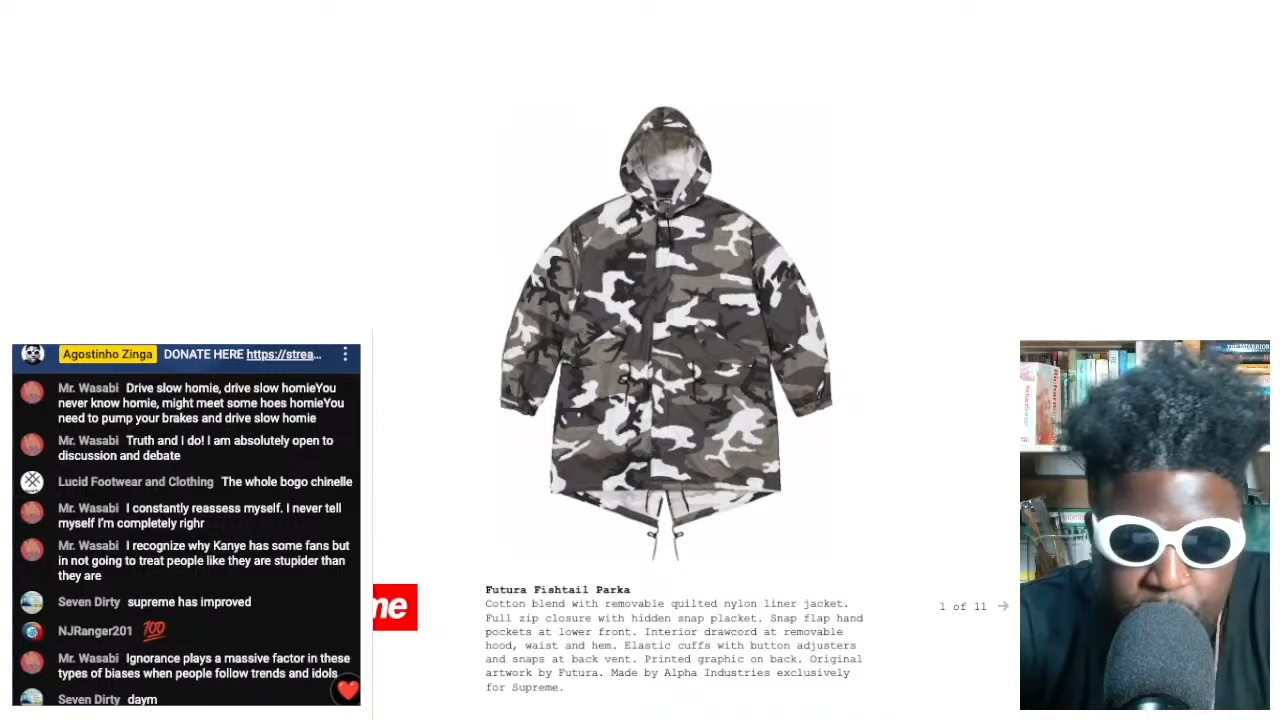 Agostinho Zinga DONATE HERE https://strea...
Mr. Wasabi Drive slow homie, drive slow homieYou
never know homie, might meet some hoes homieYou
need to pump your brakes and drive slow homie
Mr. Wasabi Truth and I do! I am absolutely open to
discussion and debate
Lucid Footwear and Clothing The whole bogo chinelle
Mr. Wasabi I constantly reassess myself. I never tell
myself I'm completely righr
Mr. Wasabi I recognize why Kanye has some fans but
in not going to treat people like they are stupider than
they are
Seven Dirty supreme has improved
NJRanger201 💯
Mr. Wasabi Ignorance plays a massive factor in these
types of biases when people follow trends and idols
Seven Dirty daym
me
Futura Fishtail Parka
Cotton blend with removable quilted nylon liner jacket.
Full zip closure with hidden snap placket. Snap flap hand
pockets at lower front. Interior drawcord at removable
hood, waist and hem. Elastic cuffs with button adjusters
and snaps at back vent. Printed graphic on back. Original
artwork by Futura. Made by Alpha Industries exclusively
for Supreme.
1 of 11
THE WARRIOR